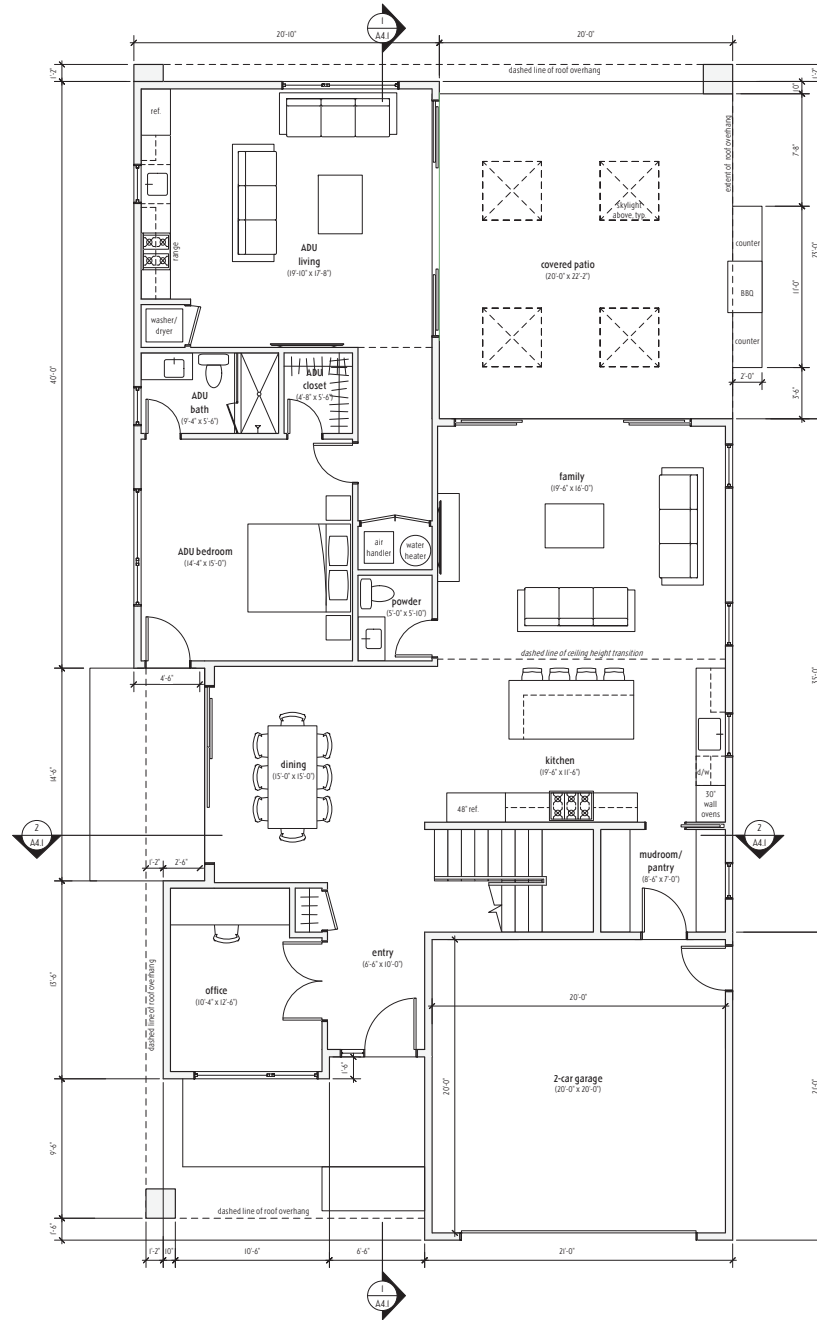 1
A4.1
20'-10"
20'-0"
dashed line of roof overhang
1'-2"
1'-2"
10"
ref.
extent of roof overhang
7'-8"
skylight
above, typ.
ADU
living
(19'-10" x 17'-8")
range
covered patio
(20'-0" x 22'-2")
counter
BBQ
counter
11'-0"
2'-0"
3'-6"
washer/
dryer
40'-0"
ADU
bath
(9'-4" x 5'-6")
ADU
closet
(4'-8" x 5'-6")
family
(19'-6" x 16'-0")
ADU bedroom
(14'-4" x 15'-0")
air
handler
water
heater
powder
(5'-0" x 5'-10")
dashed line of ceiling height transition
4'-6"
14'-6"
dining
(15'-0" x 15'-0")
kitchen
(19'-6" x 11'-6")
d/w
30"
wall
ovens
48" ref.
2
A4.1
2
A4.1
1'-2"
2'-6"
mudroom/
pantry
(8'-6" x 7'-0")
13'-6"
dashed line of roof overhang
office
(10'-4" x 12'-6")
entry
(6'-6" x 10'-0")
20'-0"
1'-6"
20'-0"
2-car garage
(20'-0" x 20'-0")
9'-6"
dashed line of roof overhang
1'-6"
1'-2"
10"
10'-6"
6'-6"
21'-0"
1
A4.1